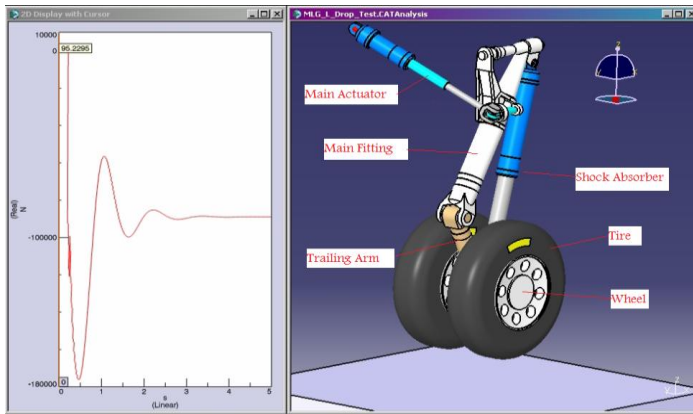 2D Display with Cursor
10000
0
95.2295
(Real)
N
-100000
-180000
0
0
1
2
3
4
5
s
(Linear)
MLG_L_Drop_Test.CATAnalysis
Main Actuator
Main Fitting
Shock Absorber
Trailing Arm
Tire
Wheel
z
x